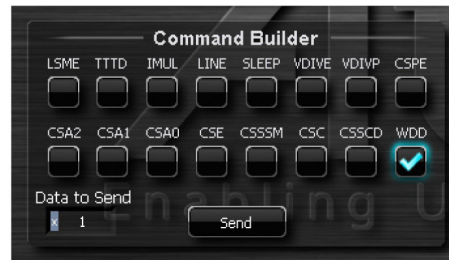 Command Builder
LSME TTTD IMUL LINE SLEEP VDIVE VDIVP CSPE
CSA2 CSA1 CSA0 CSE CSSSM CSC CSSCD WDD
Data to Send
x 1
Send
Enabling U